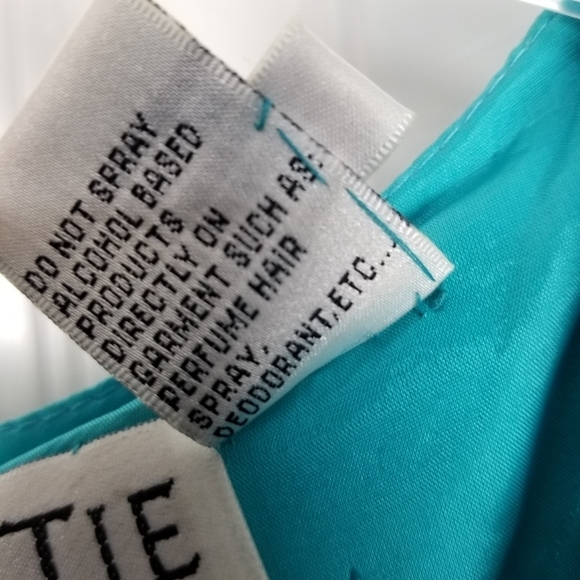 DO NOT SPRAY
ALCOHOL BASED
PRODUCTS
DIRECTLY ON
GARMENT SUCH AS:
PERFUME HAIR
SPRAY,
DEODORANT,ETC...
TIE